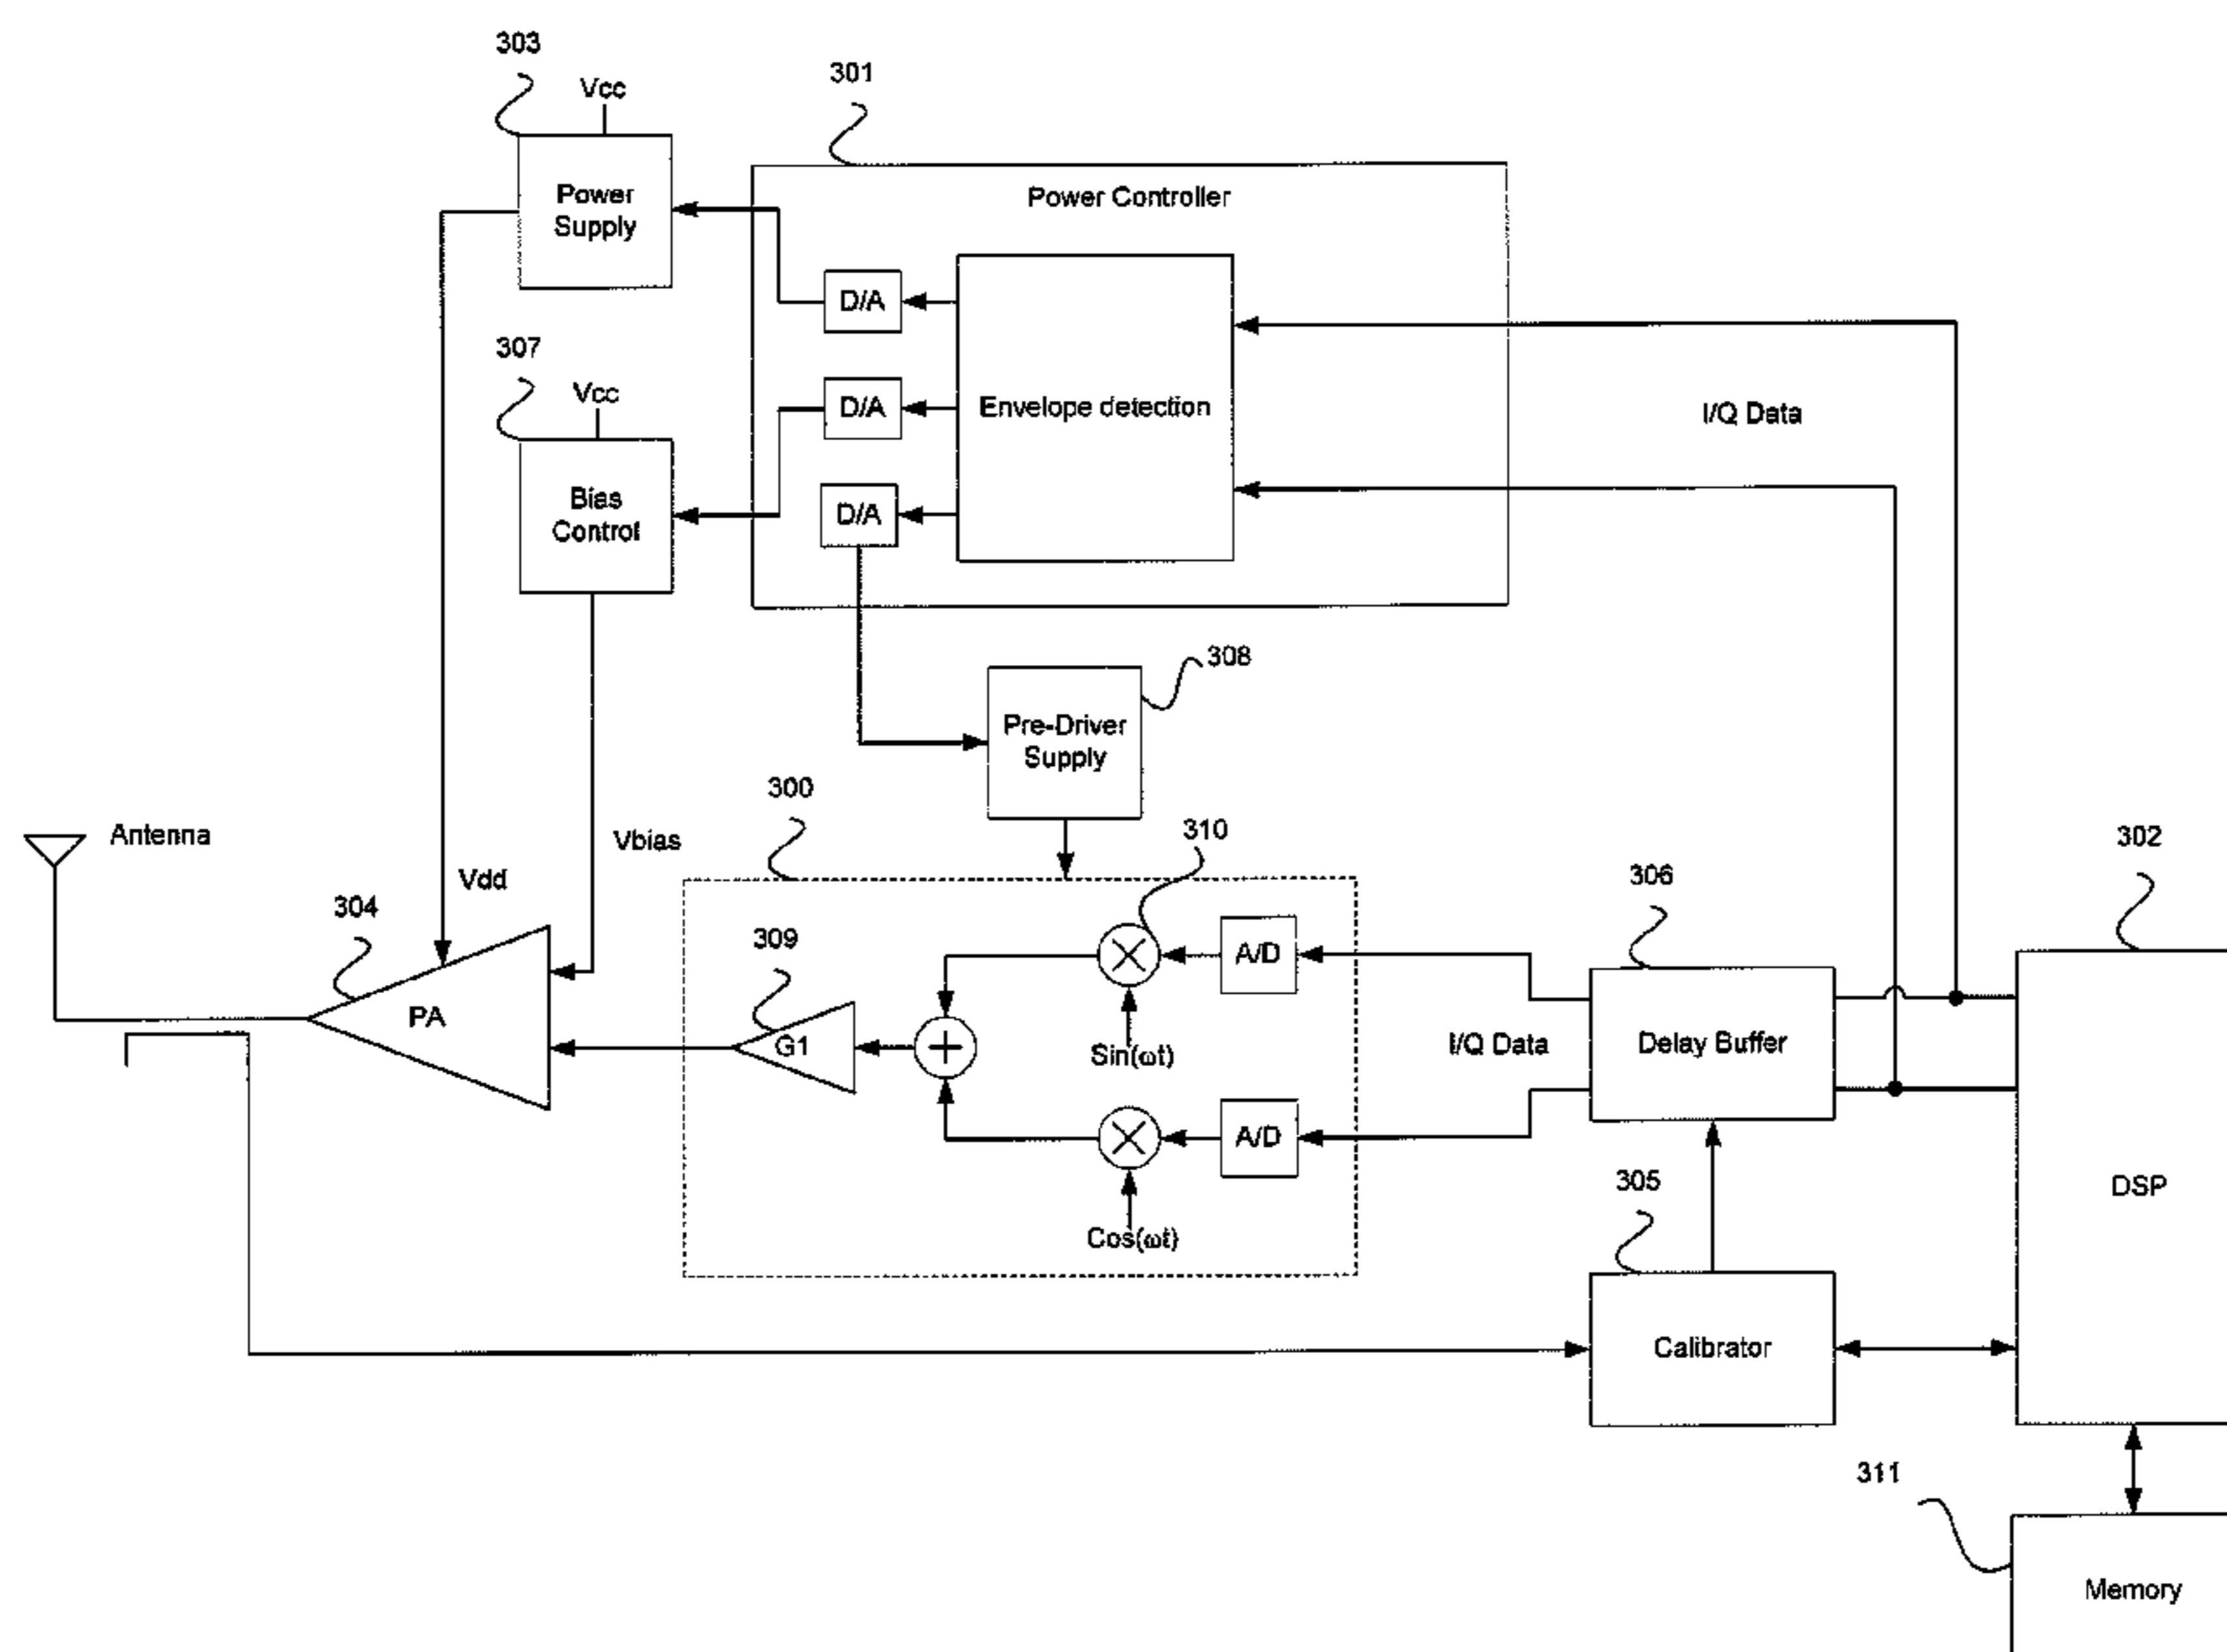 303
Vcc
301
Power
Supply
Power Controller
D/A
307
Vcc
D/A
Envelope detection
I/Q Data
Bias
Control
D/A
308
Pre-Driver
Supply
300
310
Antenna
Vbias
302
Vdd
306
304
309
A/D
PA
G1
+
Sin(ωt)
I/Q Data
Delay Buffer
A/D
305
DSP
Cos(ωt)
Calibrator
311
Memory